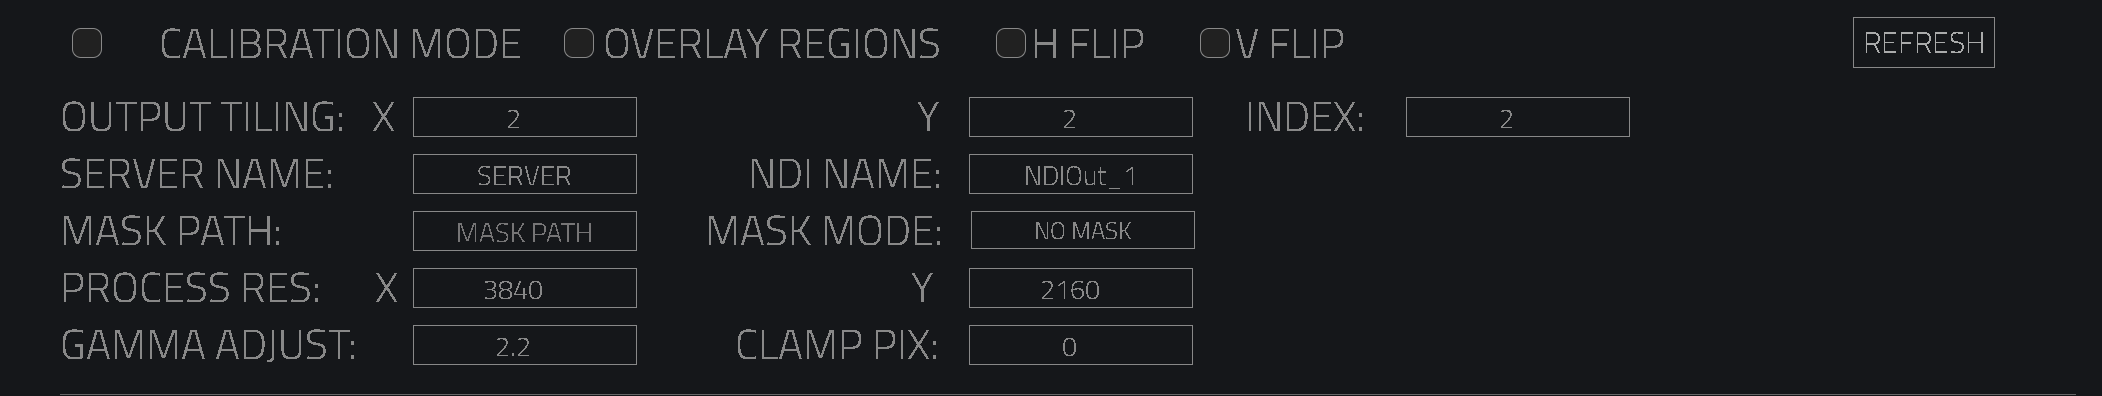 CALIBRATION MODE OVERLAY REGIONS H FLIP V FLIP REFRESH
OUTPUT TILING: X 2 Y 2 INDEX: 2
SERVER NAME: SERVER NDI NAME: NDIOut_1
MASK PATH: MASK PATH MASK MODE: NO MASK
PROCESS RES: X 3840 Y 2160
GAMMA ADJUST: 2.2 CLAMP PIX: 0